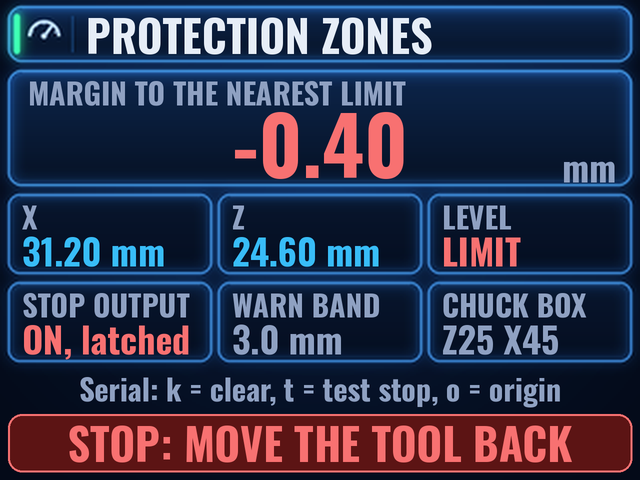 PROTECTION ZONES
MARGIN TO THE NEAREST LIMIT
-0.40
mm
X
31.20 mm
Z
24.60 mm
LEVEL
LIMIT
STOP OUTPUT
ON, latched
WARN BAND
3.0 mm
CHUCK BOX
Z25 X45
Serial: k = clear, t = test stop, o = origin
STOP: MOVE THE TOOL BACK